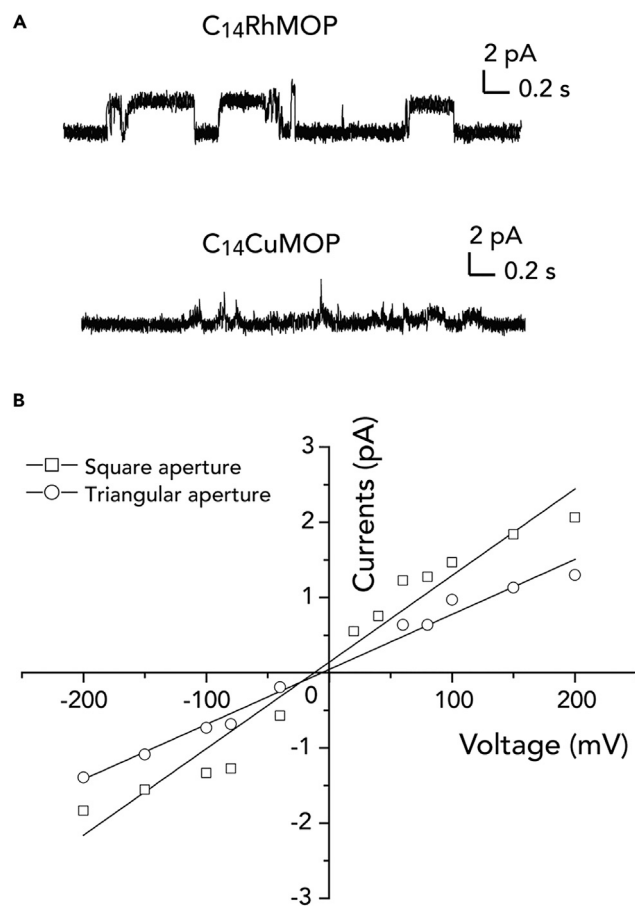 A
C₁₄RhMOP
2 pA
0.2 s
C₁₄CuMOP
2 pA
0.2 s
B
Square aperture
Triangular aperture
Currents (pA)
3
2
1
0
-1
-2
-3
-200
-100
100
200
Voltage (mV)